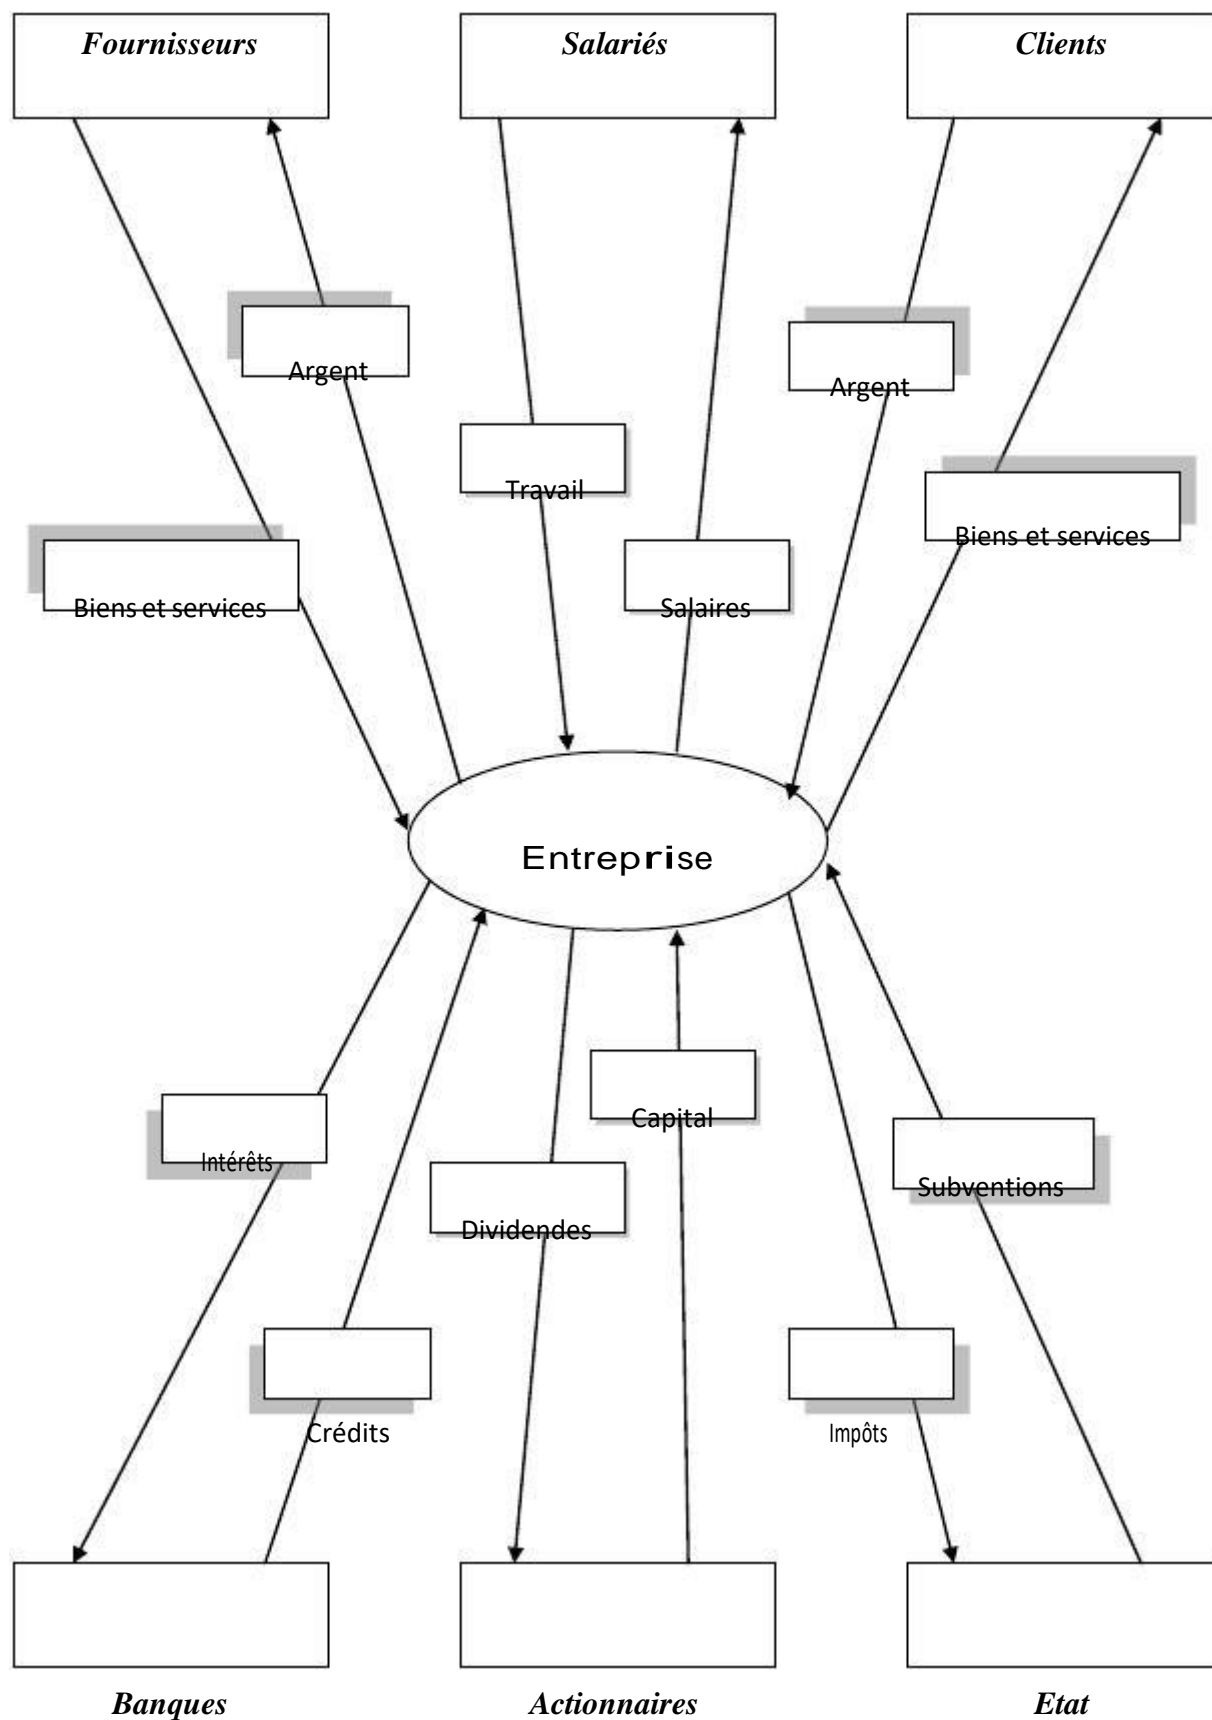 Fournisseurs
Salariés
Clients
Argent
Argent
Travail
Biens et services
Biens et services
Salaires
Entreprise
Capital
Intérêts
Subventions
Dividendes
Crédits
Impôts
Banques
Actionnaires
Etat